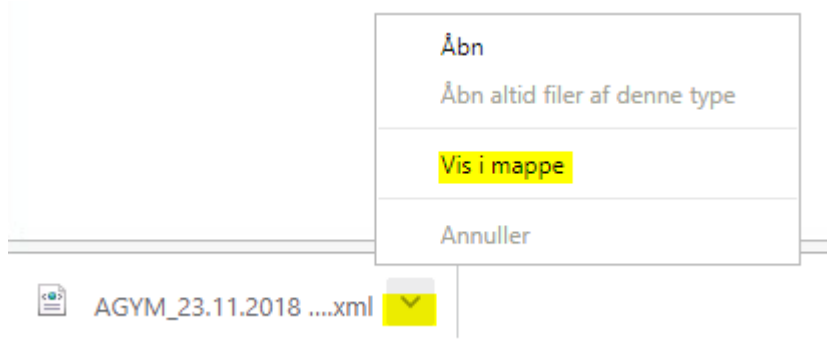 Åbn
Åbn altid filer af denne type
Vis i mappe
Annuller
AGYM_23.11.2018 ....xml